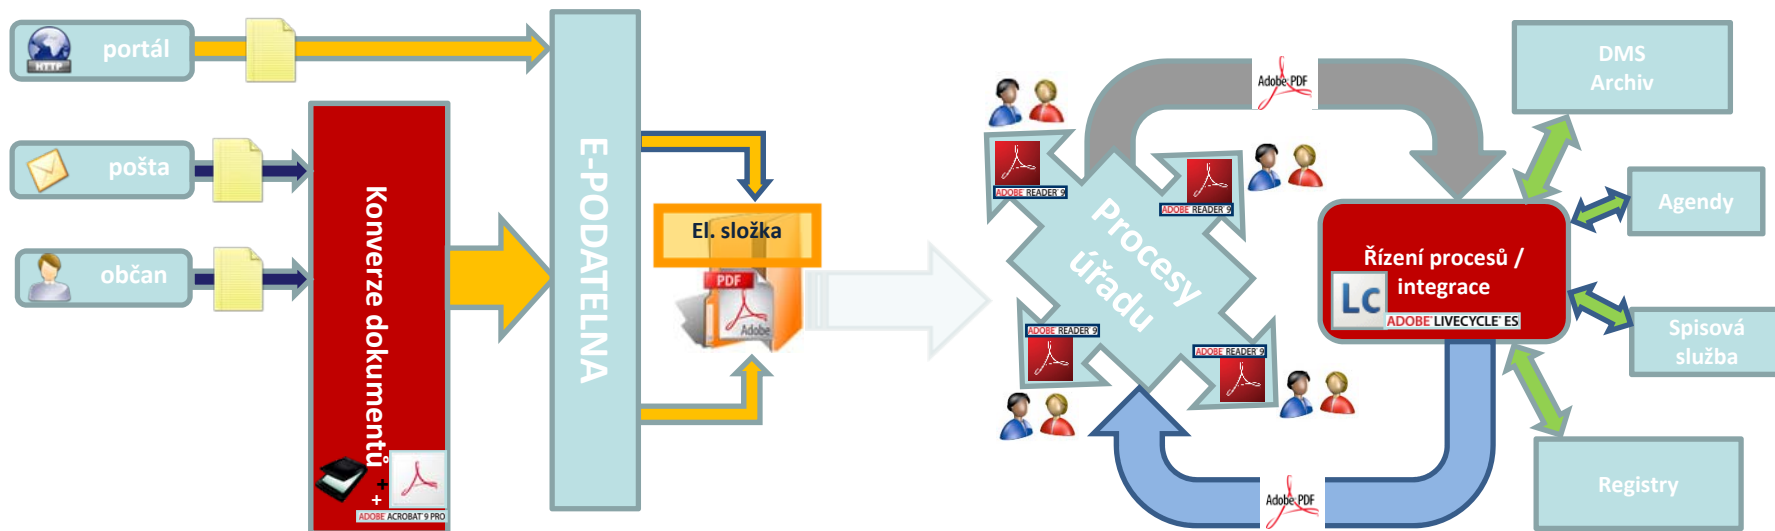 portál
HTTP
pošta
občan
Konverze dokumentů
+
+
ADOBE ACROBAT 9 PRO
E-PODATELNA
El. složka
PDF
Adobe
ADOBE READER 9
ADOBE READER 9
Procesy
úřadu
ADOBE READER 9
ADOBE READER 9
Adobe PDF
Adobe PDF
Řízení procesů /
integrace
Lc
ADOBE LIVECYCLE ES
DMS
Archiv
Agendy
Spisová
služba
Registry